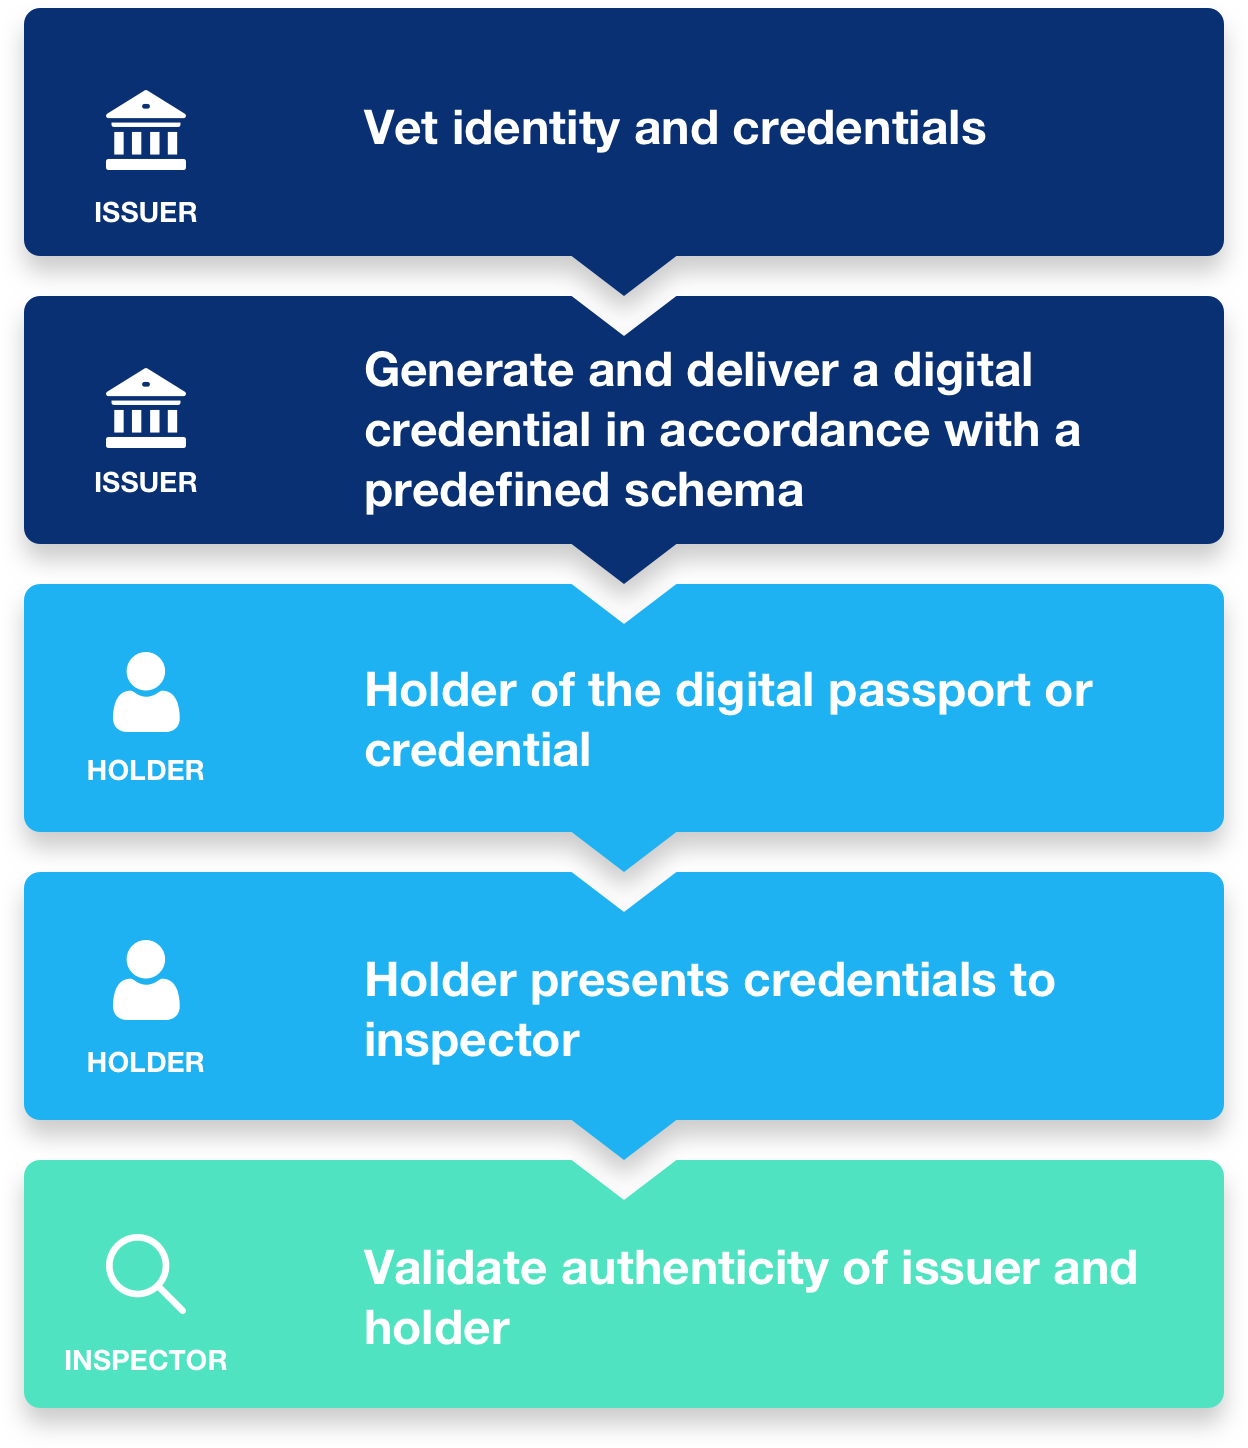 Vet identity and credentials
ISSUER
Generate and deliver a digital
credential in accordance with a
predefined schema
ISSUER
Holder of the digital passport or
credential
HOLDER
Holder presents credentials to
inspector
HOLDER
Validate authenticity of issuer and
holder
INSPECTOR